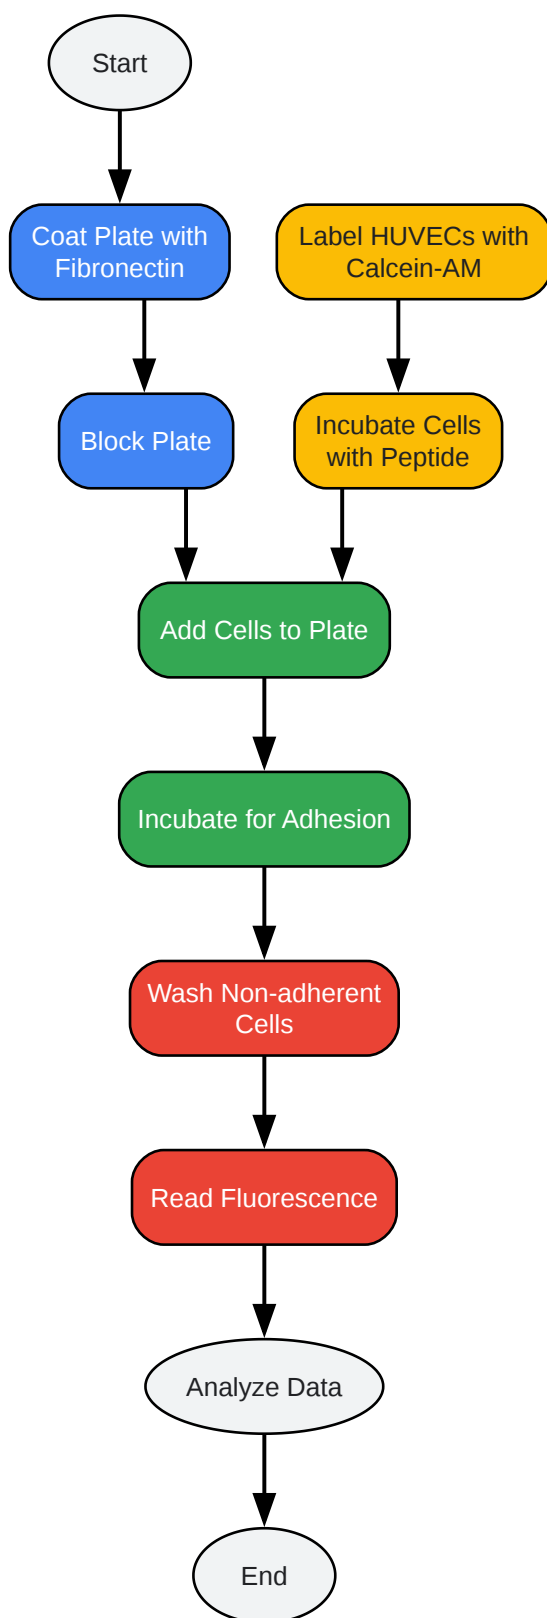 Start
Coat Plate with
Fibronectin
Label HUVECs with
Calcein-AM
Block Plate
Incubate Cells
with Peptide
Add Cells to Plate
Incubate for Adhesion
Wash Non-adherent
Cells
Read Fluorescence
Analyze Data
End